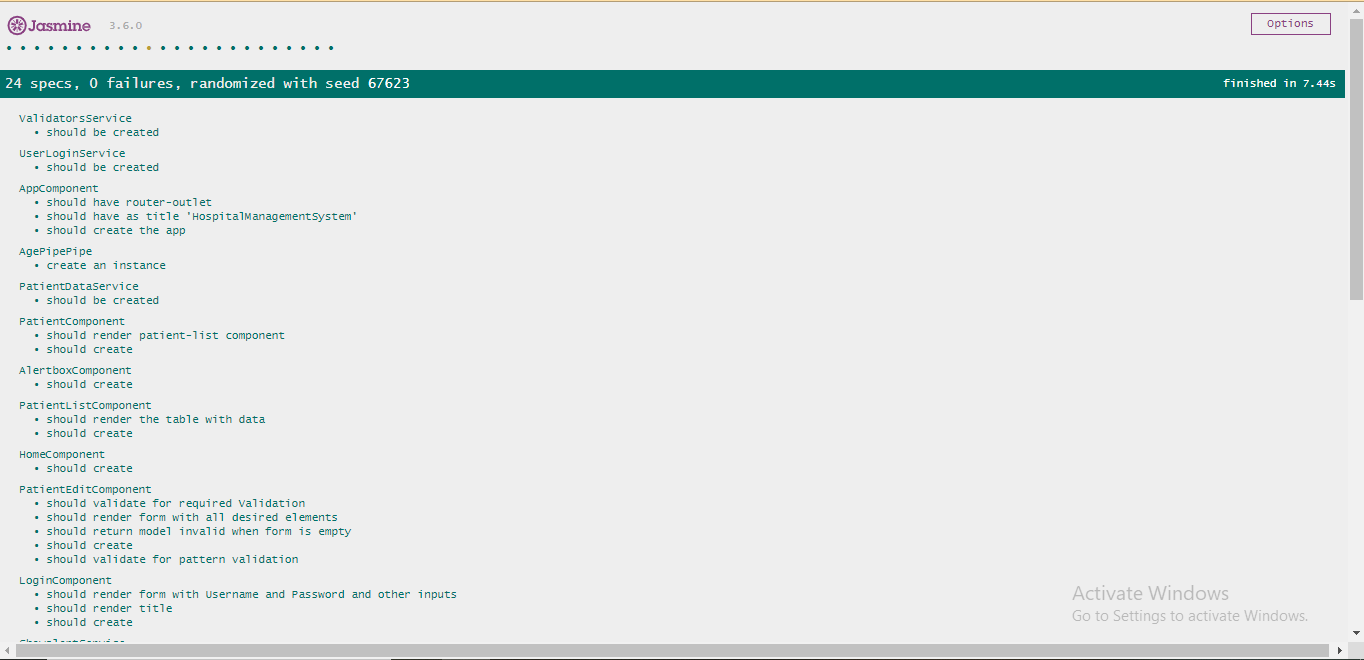 Jasmine 3.6.0
Options
24 specs, 0 failures, randomized with seed 67623
finished in 7.44s
ValidatorsService
• should be created
UserLoginService
• should be created
AppComponent
• should have router-outlet
• should have as title 'HospitalManagementSystem'
• should create the app
AgePipePipe
• create an instance
PatientDataService
• should be created
PatientComponent
• should render patient-list component
• should create
AlertboxComponent
• should create
PatientListComponent
• should render the table with data
• should create
HomeComponent
• should create
PatientEditComponent
• should validate for required Validation
• should render form with all desired elements
• should return model invalid when form is empty
• should create
• should validate for pattern validation
LoginComponent
• should render form with Username and Password and other inputs
• should render title
• should create
Activate Windows
Go to Settings to activate Windows.